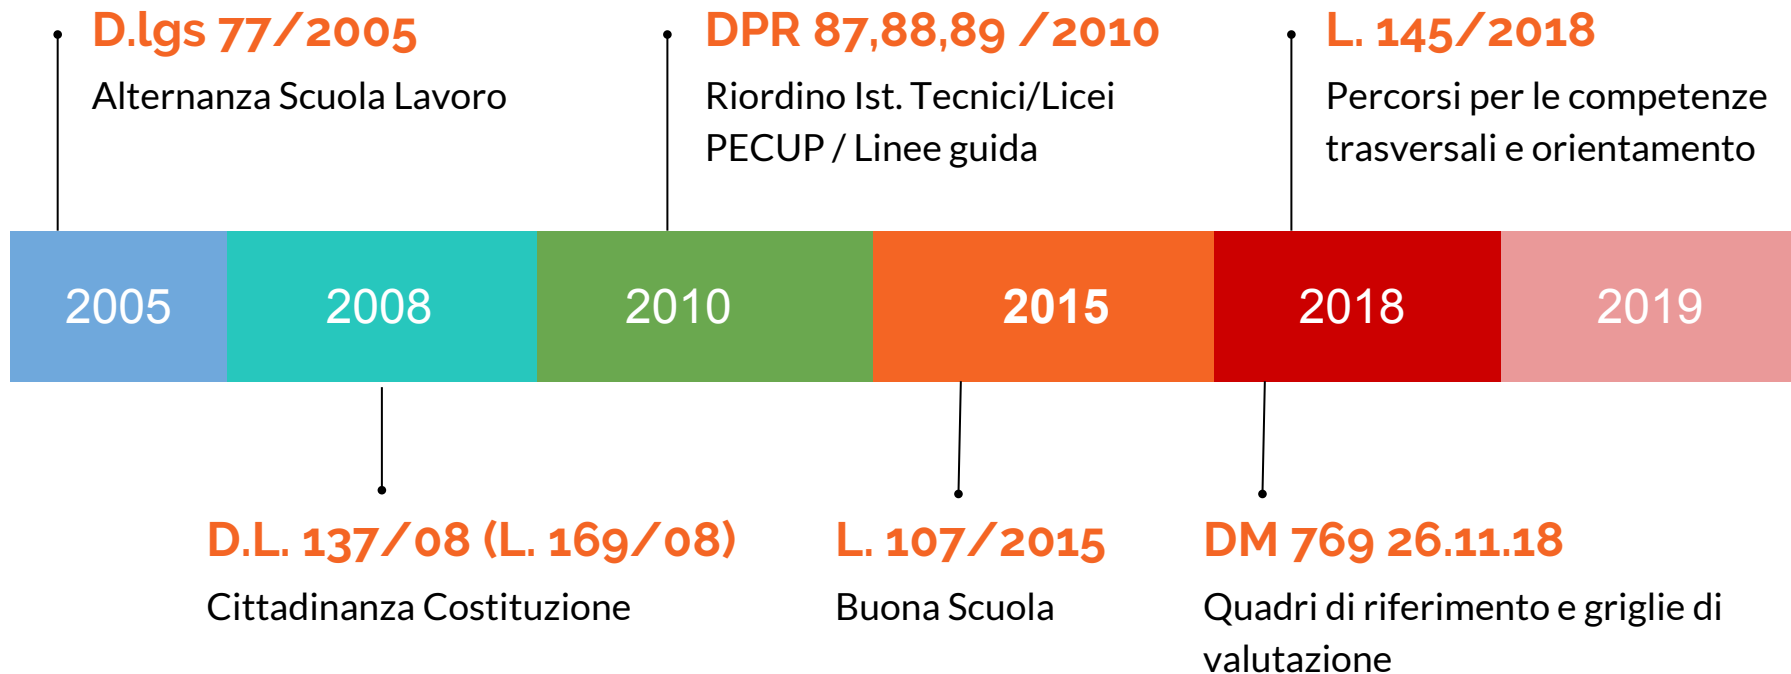 D.lgs 77/2005
Alternanza Scuola Lavoro
DPR 87,88,89 /2010
Riordino Ist. Tecnici/Licei
PECUP / Linee guida
L. 145/2018
Percorsi per le competenze
trasversali e orientamento
2005
2008
2010
2015
2018
2019
D.L. 137/08 (L. 169/08)
Cittadinanza Costituzione
L. 107/2015
Buona Scuola
DM 769 26.11.18
Quadri di riferimento e griglie di
valutazione